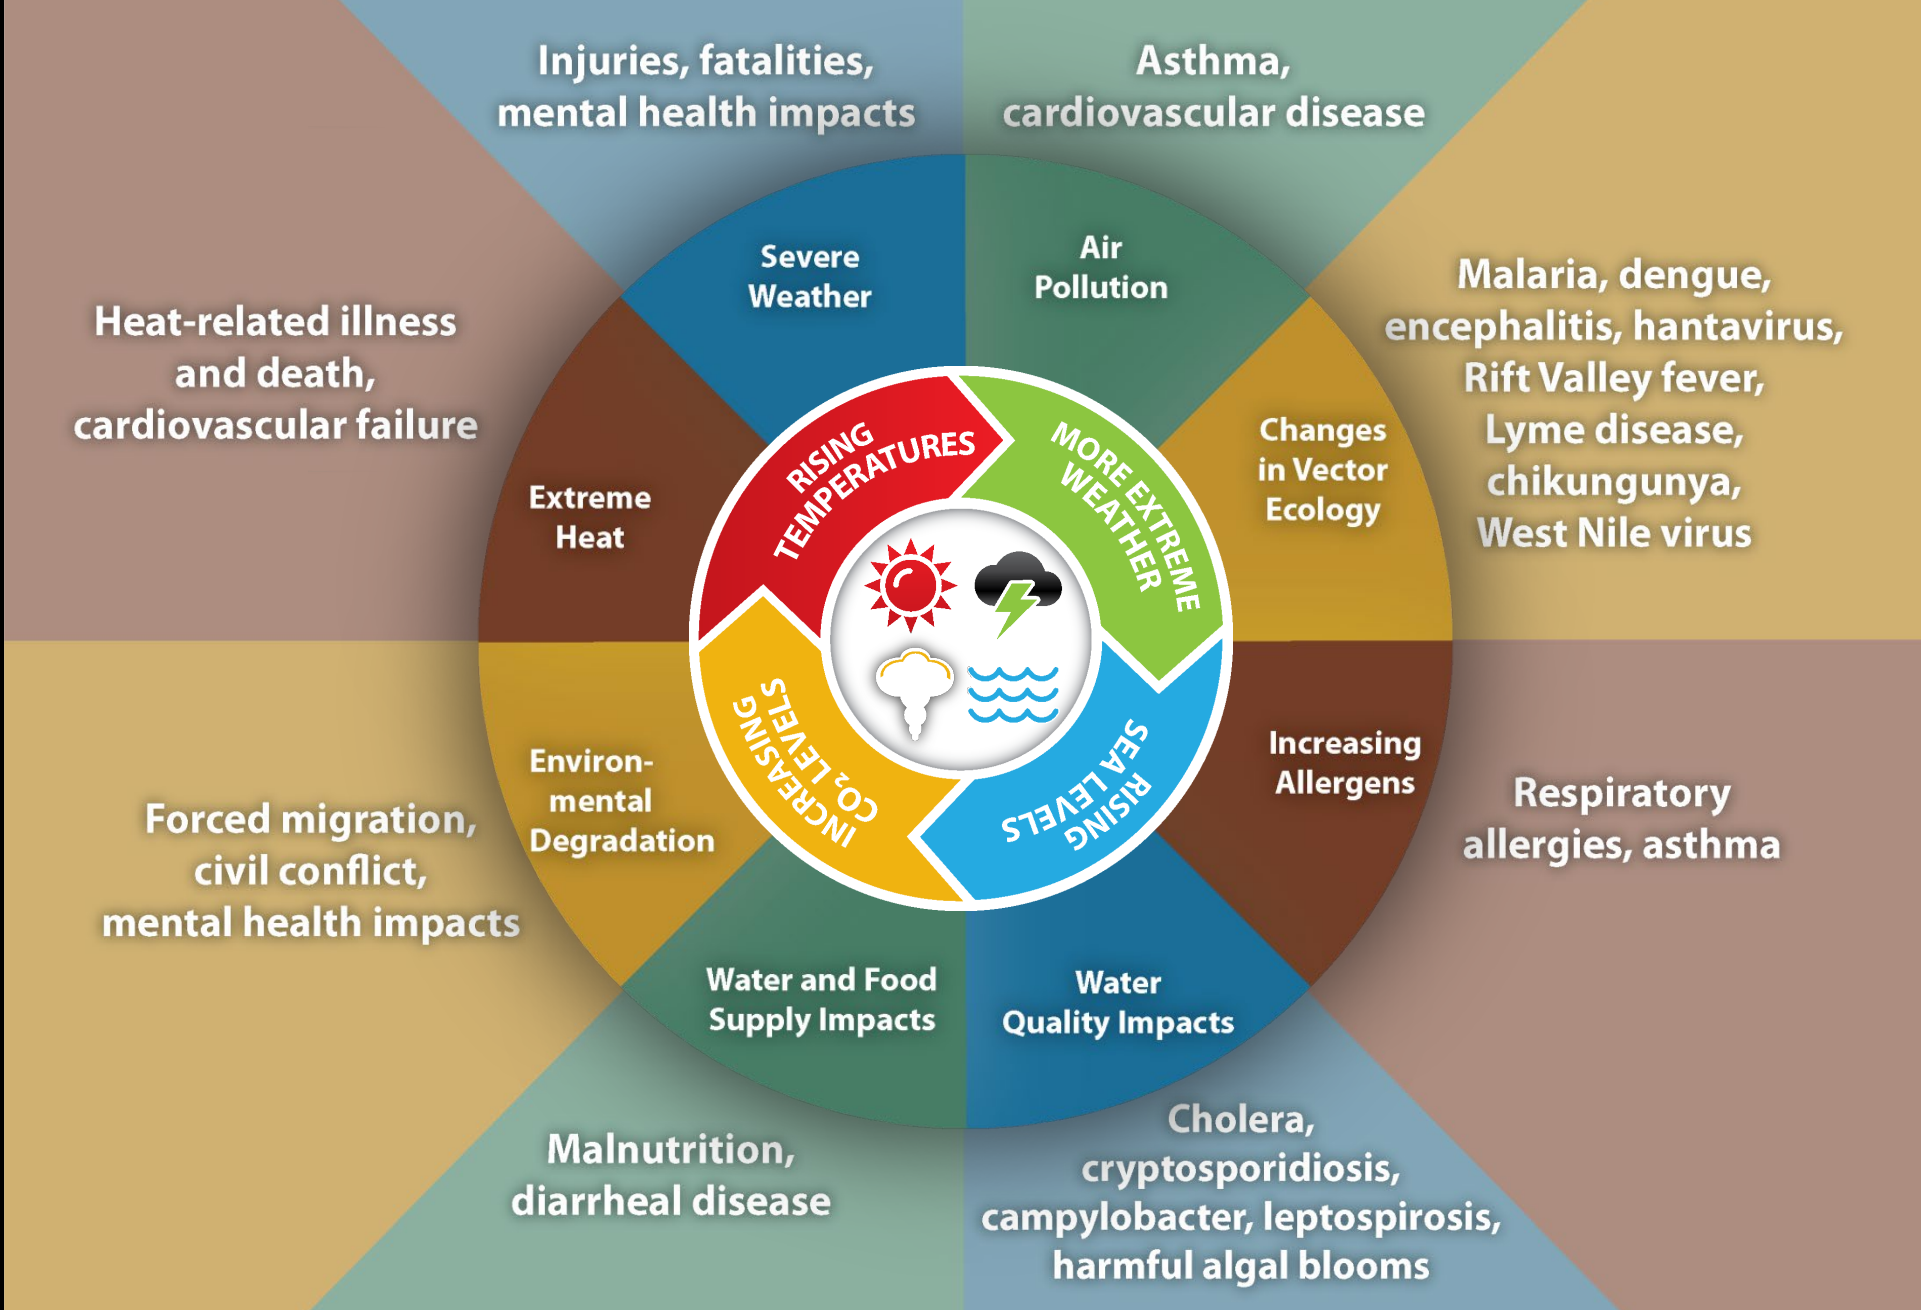 Injuries, fatalities,
mental health impacts
Asthma,
cardiovascular disease
Severe
Weather
Air
Pollution
Malaria, dengue,
encephalitis, hantavirus,
Rift Valley fever,
Lyme disease,
chikungunya,
West Nile virus
Heat-related illness
and death,
cardiovascular failure
Changes
in Vector
Ecology
Extreme
Heat
RISING
TEMPERATURES
MORE EXTREME
WEATHER
RISING
SEA LEVELS
INCREASING
CO₂ LEVELS
Increasing
Allergens
Respiratory
allergies, asthma
Environ-
mental
Degradation
Forced migration,
civil conflict,
mental health impacts
Water and Food
Supply Impacts
Water
Quality Impacts
Malnutrition,
diarrheal disease
Cholera,
cryptosporidiosis,
campylobacter, leptospirosis,
harmful algal blooms